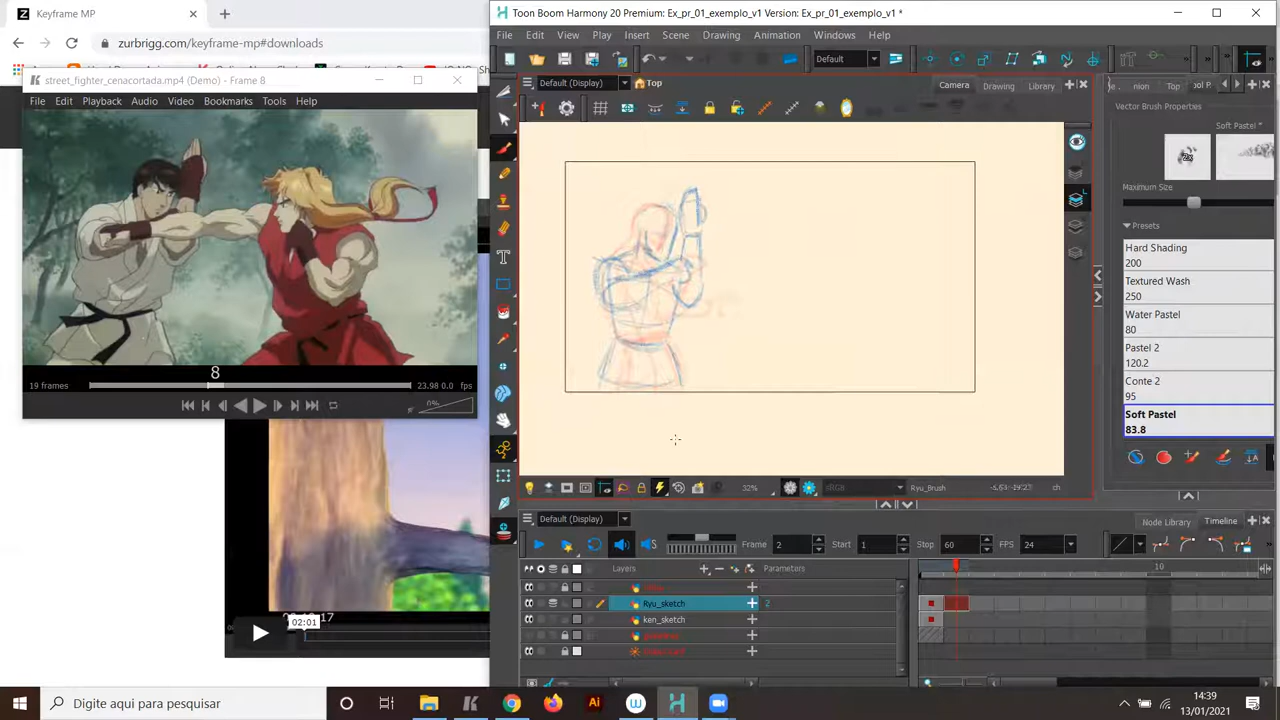 Keyframe MP
zurbrigg.com/keyframe-mp#downloads
street_fighter_cenacortada.mp4 (Demo) - Frame 8
File Edit Playback Audio Video Bookmarks Tools Help
8
19 frames
23.98 0.0 fps
0%
02:01
Toon Boom Harmony 20 Premium: Ex_pr_01_exemplo_v1 Version: Ex_pr_01_exemplo_v1 *
File Edit View Play Insert Scene Drawing Animation Windows Help
Default
Default (Display) Top
Camera Drawing Library
32%
Ryu_Brush
Top
Vector Brush Properties
Soft Pastel *
Maximum Size
Presets
Hard Shading
200
Textured Wash
250
Water Pastel
80
Pastel 2
120.2
Conte 2
95
Soft Pastel
83.8
Default (Display)
Node Library Timeline
Frame 2 Start 1 Stop 60 FPS 24
Layers Parameters
10
Ryu_sketch 2
ken_sketch
Digite aqui para pesquisar
14:39
13/01/2021